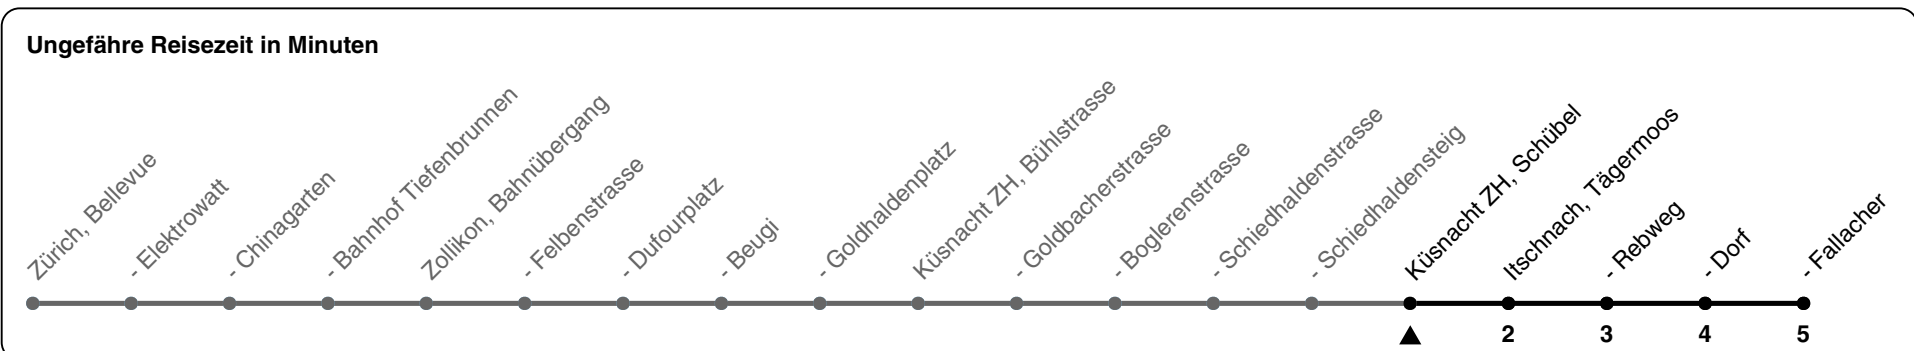 Ungefähre Reisezeit in Minuten
Zürich, Bellevue
- Elektrowatt
- Chinagarten
- Bahnhof Tiefenbrunnen
Zollikon, Bahnübergang
- Felbenstrasse
- Dufourplatz
- Beugi
- Goldhaldenplatz
Küsnacht ZH, Bühlstrasse
- Goldbacherstrasse
- Boglerenstrasse
- Schiedhaldenstrasse
- Schiedhaldensteig
Küsnacht ZH, Schübel
Itschnach, Tägermoos
- Rebweg
- Dorf
- Fallacher
2 3 4 5